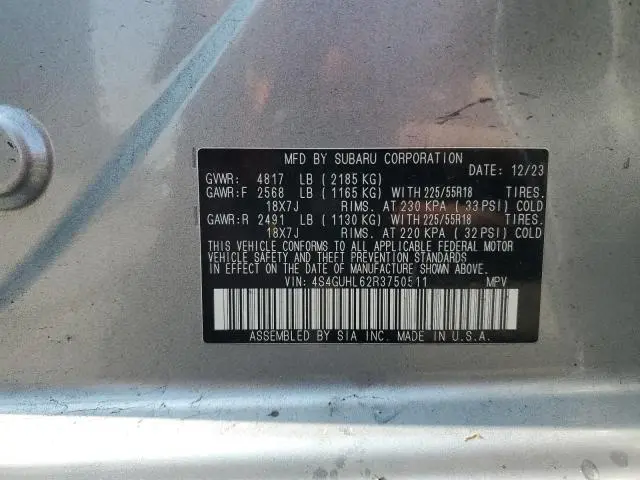 MFD BY SUBARU CORPORATION
DATE: 12/23
GVWR: 4817 LB ( 2185 KG)
GAWR:F 2568 LB ( 1165 KG) WITH 225/55R18 TIRES.
18X7J RIMS. AT 230 KPA ( 33 PSI) COLD
GAWR:R 2491 LB ( 1130 KG) WITH 225/55R18 TIRES.
18X7J RIMS. AT 220 KPA ( 32 PSI) COLD
THIS VEHICLE CONFORMS TO ALL APPLICABLE FEDERAL MOTOR
VEHICLE SAFETY AND THEFT PREVENTION STANDARDS
IN EFFECT ON THE DATE OF MANUFACTURE SHOWN ABOVE.
VIN: 4S4GUHL62R3750511 MPV
ASSEMBLED BY SIA INC. MADE IN U.S.A.